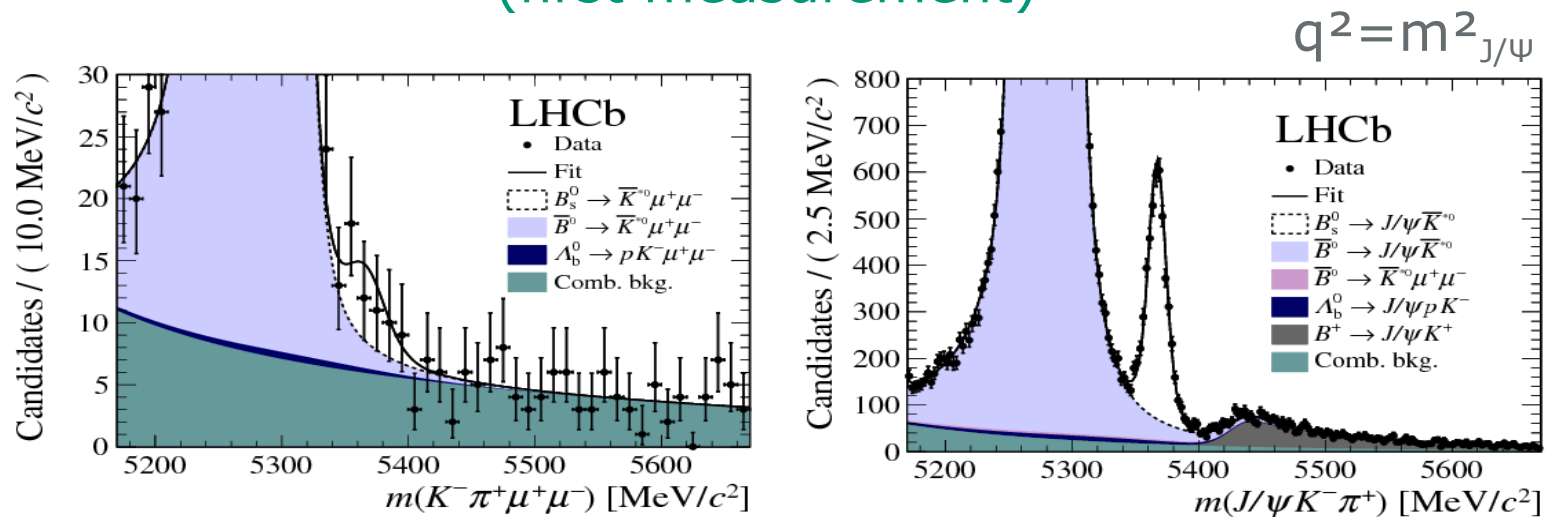 (first measurement)
q²=m²J/Ψ
Candidates / ( 10.0 MeV/c² )
30
25
20
15
10
5
0
LHCb
Data
Fit
B⁰ₛ → K̅*⁰μ⁺μ⁻
B̅⁰ → K̅*⁰μ⁺μ⁻
Λ⁰b → pK⁻μ⁺μ⁻
Comb. bkg.
5200 5300 5400 5500 5600
m(K⁻π⁺μ⁺μ⁻) [MeV/c²]
Candidates / ( 2.5 MeV/c² )
800
700
600
500
400
300
200
100
0
LHCb
Data
Fit
B⁰ₛ → J/ψK̅*⁰
B̅⁰ → J/ψK̅*⁰
B̅⁰ → K̅*⁰μ⁺μ⁻
Λ⁰b → J/ψpK⁻
B⁺ → J/ψK⁺
Comb. bkg.
5200 5300 5400 5500 5600
m(J/ψK⁻π⁺) [MeV/c²]